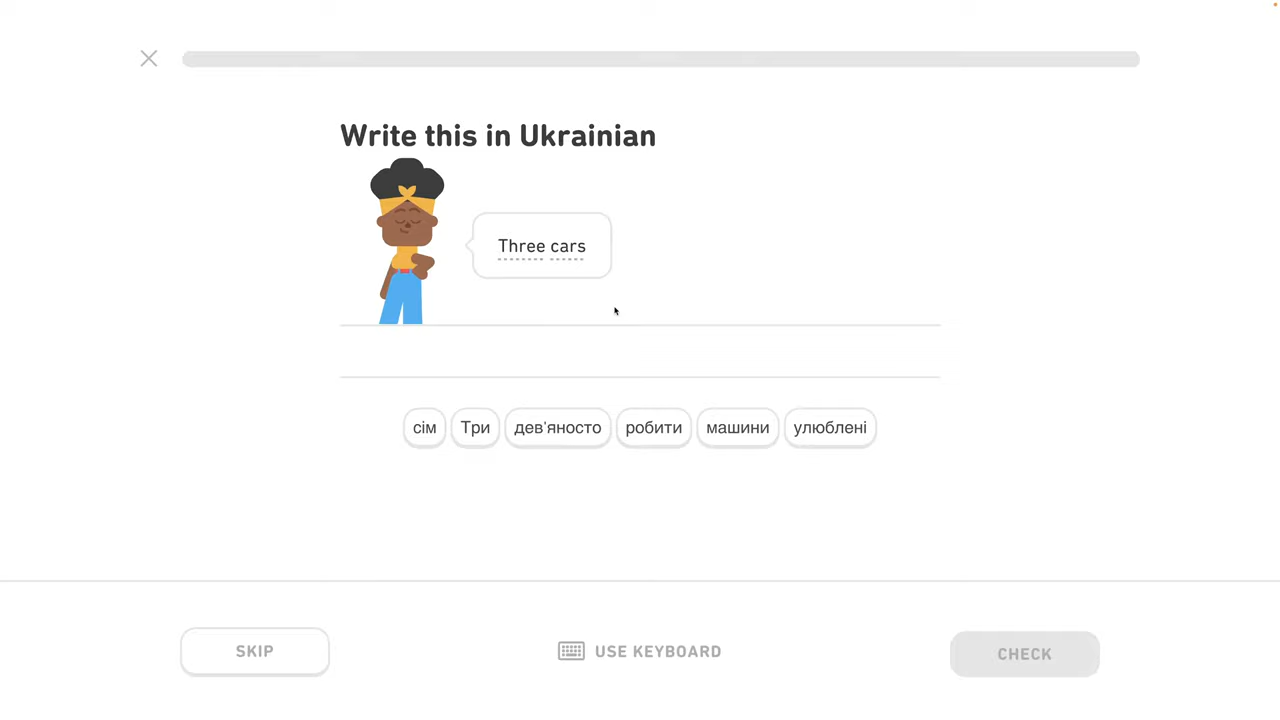 Write this in Ukrainian
Three cars
сім Три дев'яносто робити машини улюблені
SKIP USE KEYBOARD CHECK